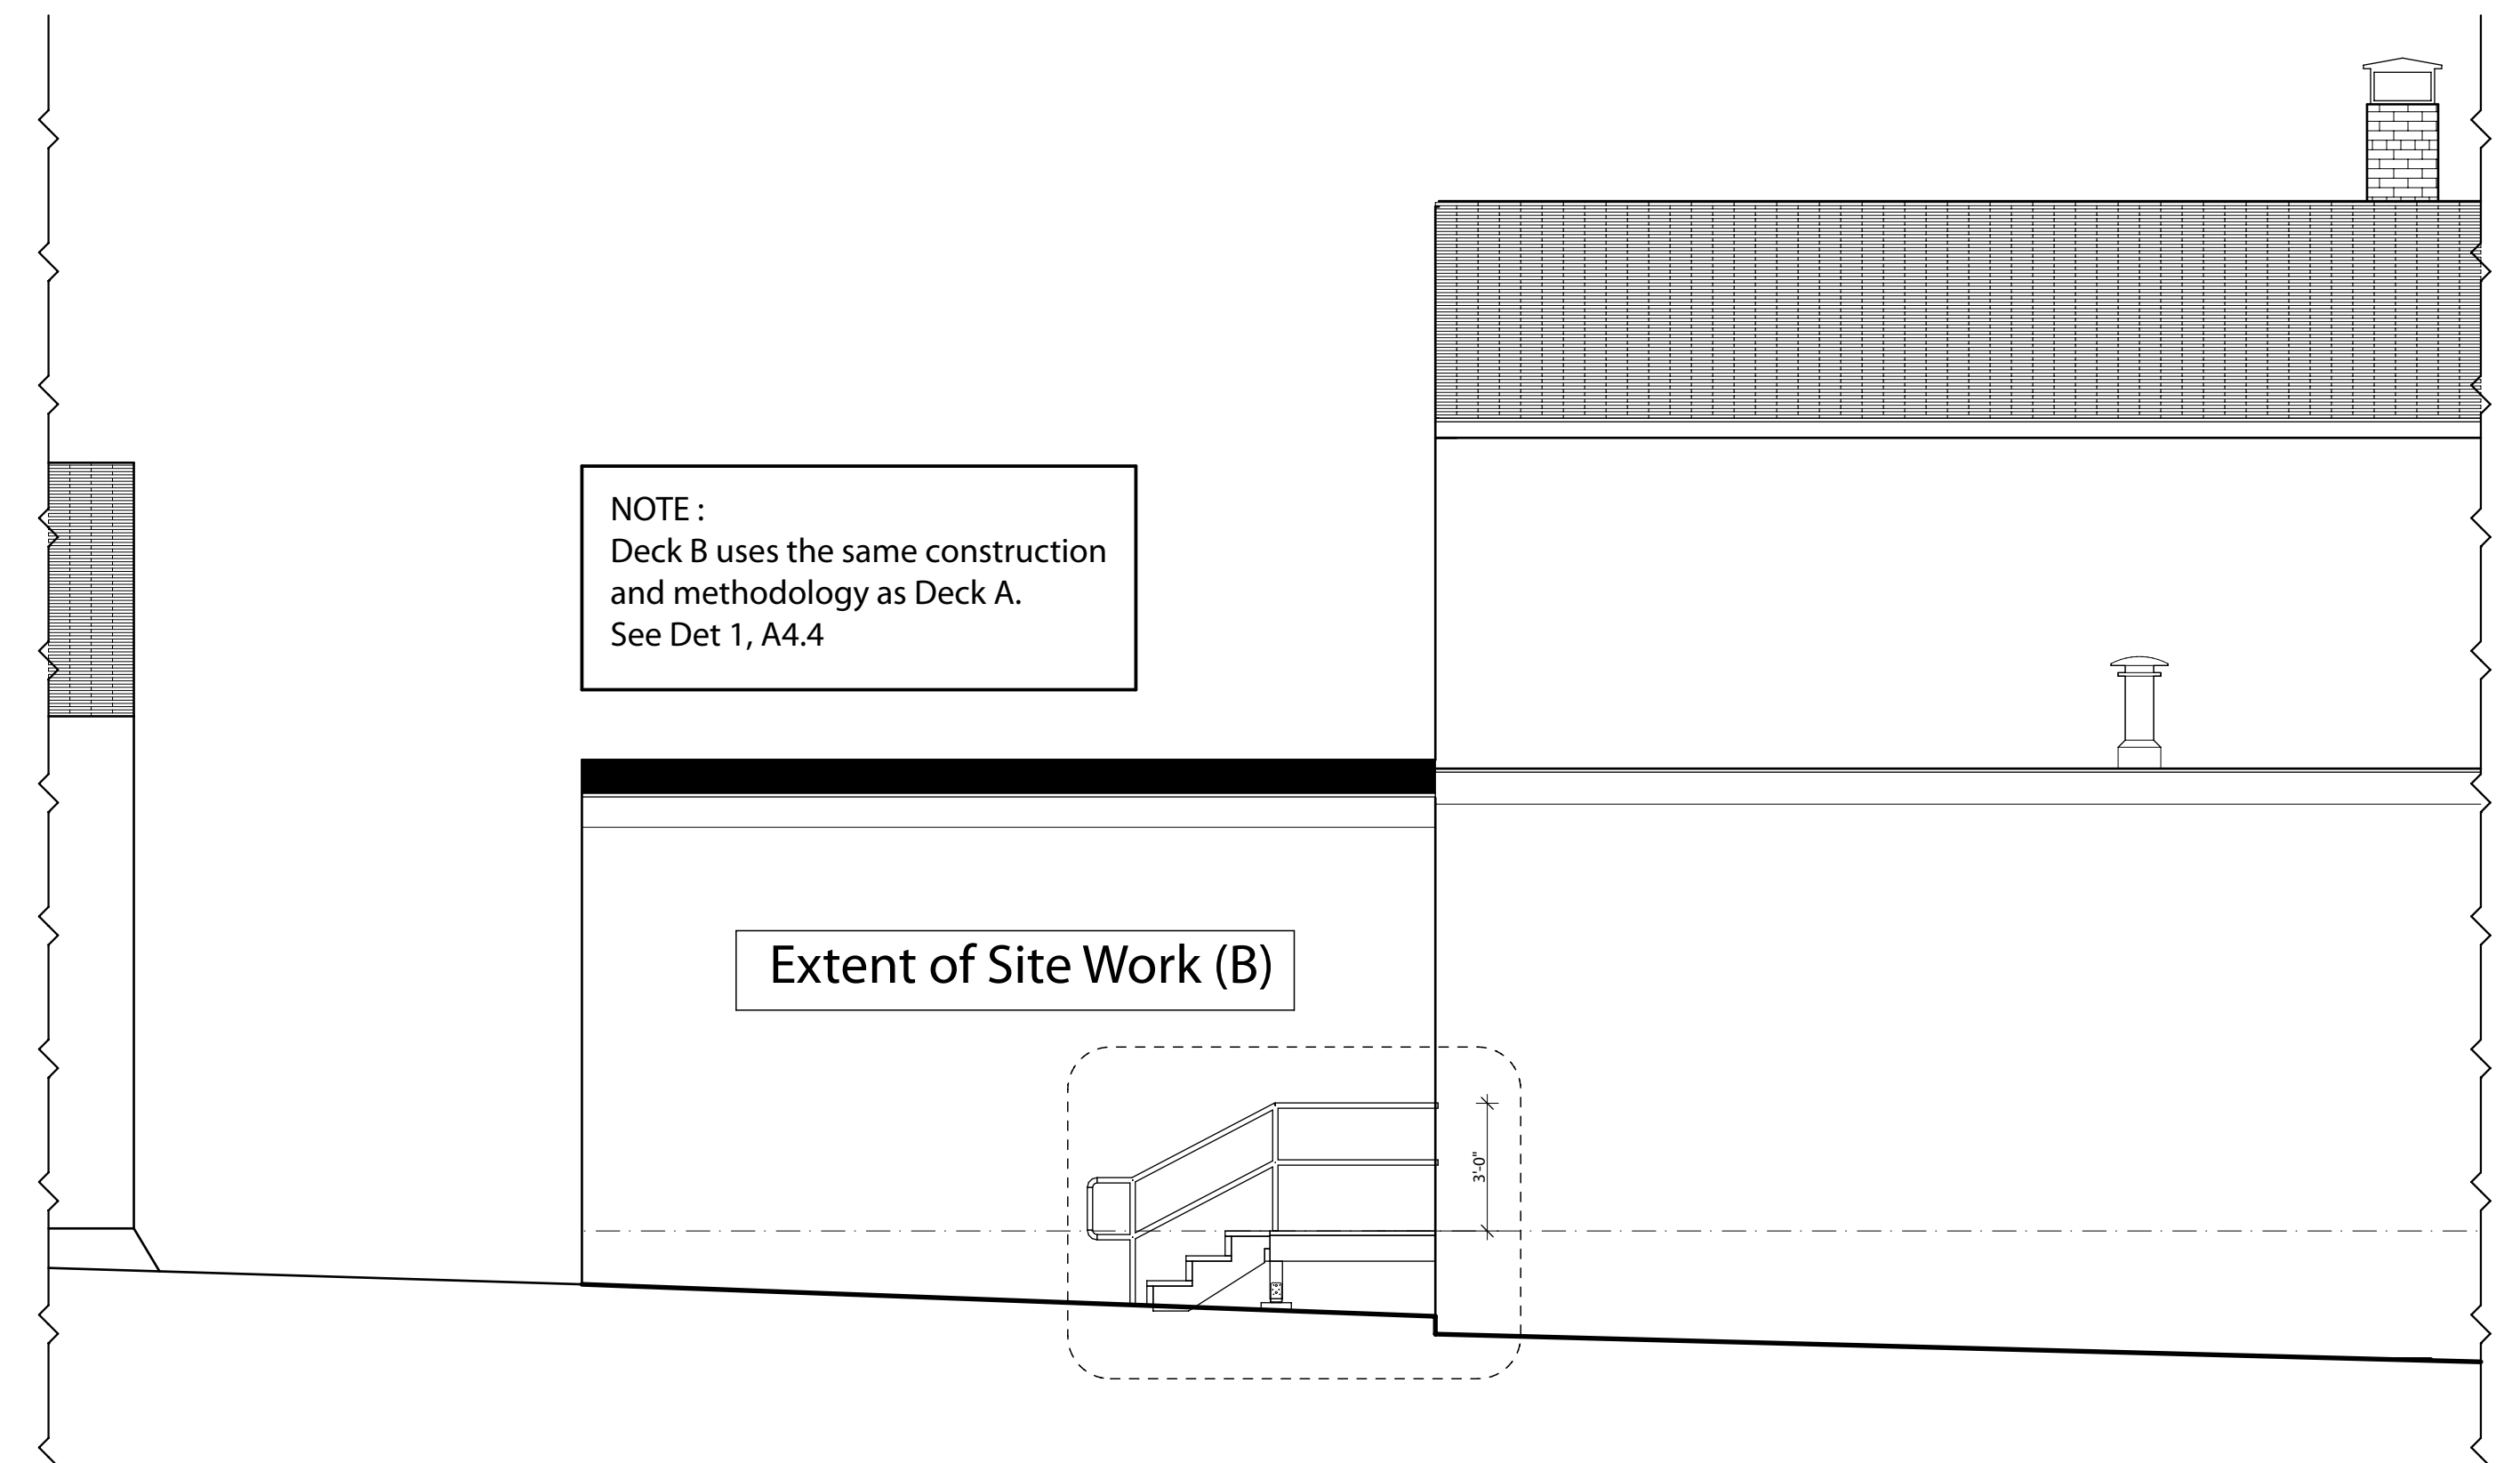 NOTE :
Deck B uses the same construction
and methodology as Deck A.
See Det 1, A4.4
Extent of Site Work (B)
3'-0"